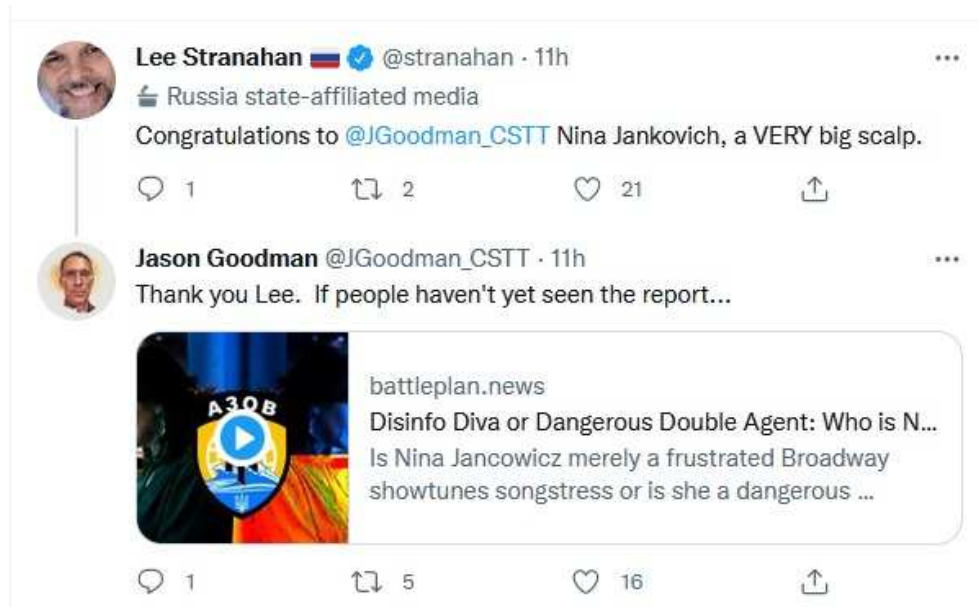 Lee Stranahan @stranahan · 11h
Russia state-affiliated media
Congratulations to @JGoodman_CSTT Nina Jankovich, a VERY big scalp.
1 2 21
Jason Goodman @JGoodman_CSTT · 11h
Thank you Lee. If people haven't yet seen the report...
АЗОВ
battleplan.news
Disinfo Diva or Dangerous Double Agent: Who is N...
Is Nina Jancowicz merely a frustrated Broadway
showtunes songstress or is she a dangerous ...
1 5 16